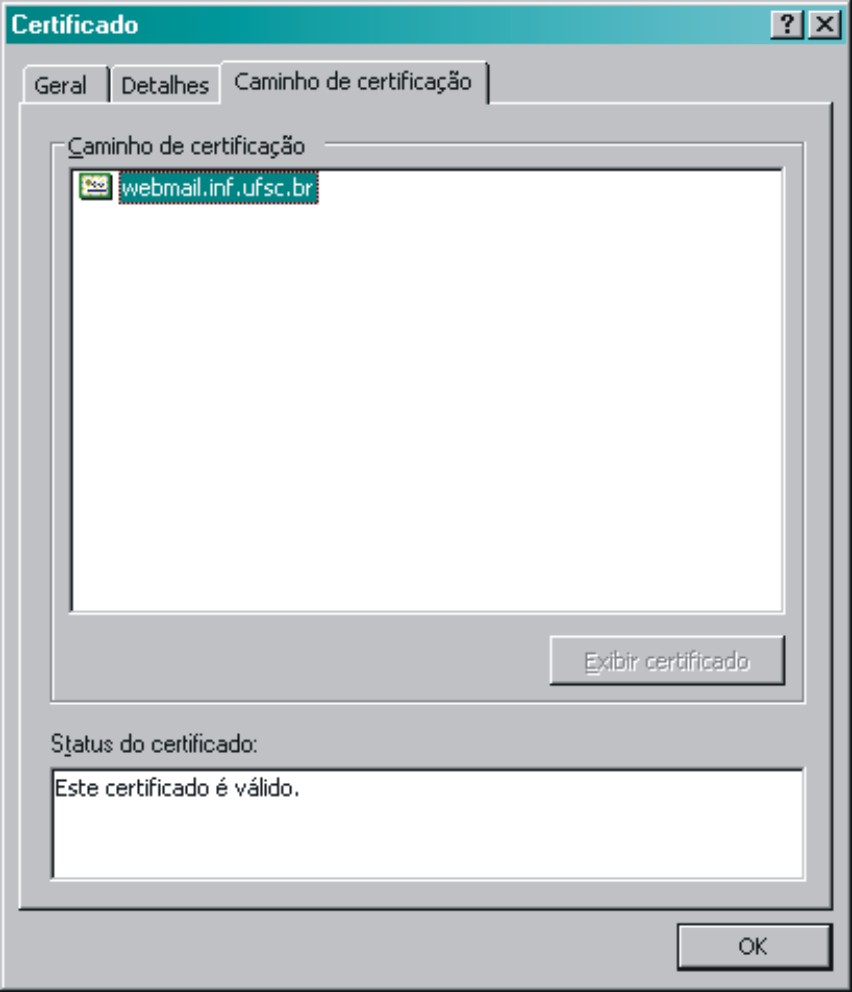 Certificado
Geral
Detalhes
Caminho de certificação
Caminho de certificação
webmail.inf.ufsc.br
Exibir certificado
Status do certificado:
Este certificado é válido.
OK